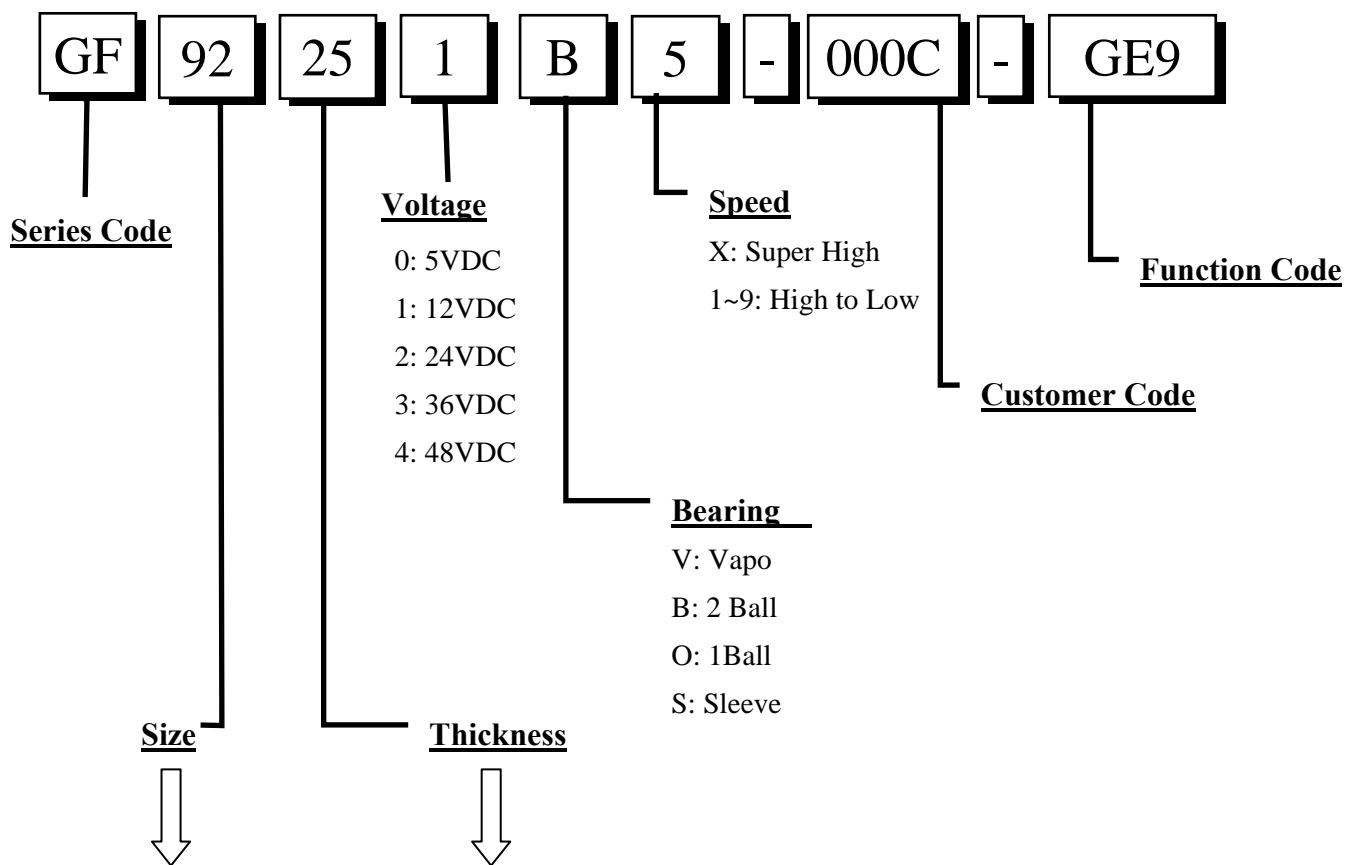 GF 92 25 1 B 5 - 000C - GE9
Series Code
Voltage
0: 5VDC
1: 12VDC
2: 24VDC
3: 36VDC
4: 48VDC
Speed
X: Super High
1~9: High to Low
Function Code
Customer Code
Bearing
V: Vapo
B: 2 Ball
O: 1Ball
S: Sleeve
Size
Thickness